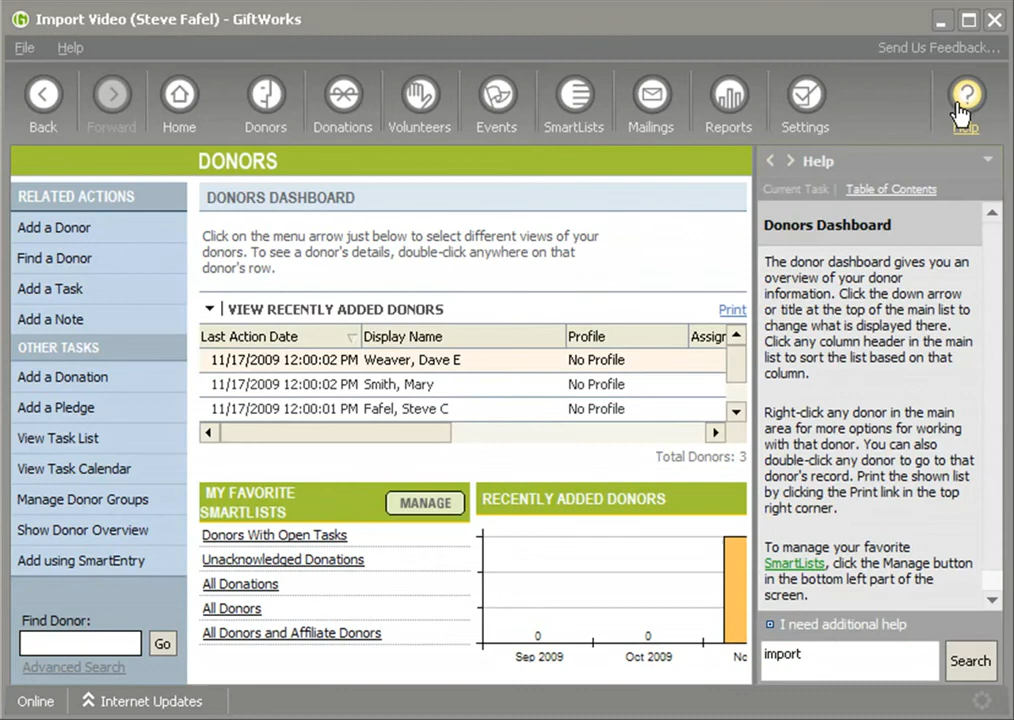 Import Video (Steve Fafel) - GiftWorks
File Help Send Us Feedback...
Back Forward Home Donors Donations Volunteers Events SmartLists Mailings Reports Settings Help
DONORS
RELATED ACTIONS
Add a Donor
Find a Donor
Add a Task
Add a Note
OTHER TASKS
Add a Donation
Add a Pledge
View Task List
View Task Calendar
Manage Donor Groups
Show Donor Overview
Add using SmartEntry
Find Donor:
Go
Advanced Search
DONORS DASHBOARD
Click on the menu arrow just below to select different views of your
donors. To see a donor's details, double-click anywhere on that
donor's row.
VIEW RECENTLY ADDED DONORS Print
Last Action Date Display Name Profile Assigr
11/17/2009 12:00:02 PM Weaver, Dave E No Profile
11/17/2009 12:00:02 PM Smith, Mary No Profile
11/17/2009 12:00:01 PM Fafel, Steve C No Profile
Total Donors: 3
MY FAVORITE
SMARTLISTS
MANAGE
Donors With Open Tasks
Unacknowledged Donations
All Donations
All Donors
All Donors and Affiliate Donors
RECENTLY ADDED DONORS
0 0
Sep 2009 Oct 2009 Nc
Help
Current Task Table of Contents
Donors Dashboard
The donor dashboard gives you an
overview of your donor
information. Click the down arrow
or title at the top of the main list to
change what is displayed there.
Click any column header in the main
list to sort the list based on that
column.
Right-click any donor in the main
area for more options for working
with that donor. You can also
double-click any donor to go to that
donor's record. Print the shown list
by clicking the Print link in the top
right corner.
To manage your favorite
SmartLists, click the Manage button
in the bottom left part of the
screen.
I need additional help
import
Search
Online Internet Updates